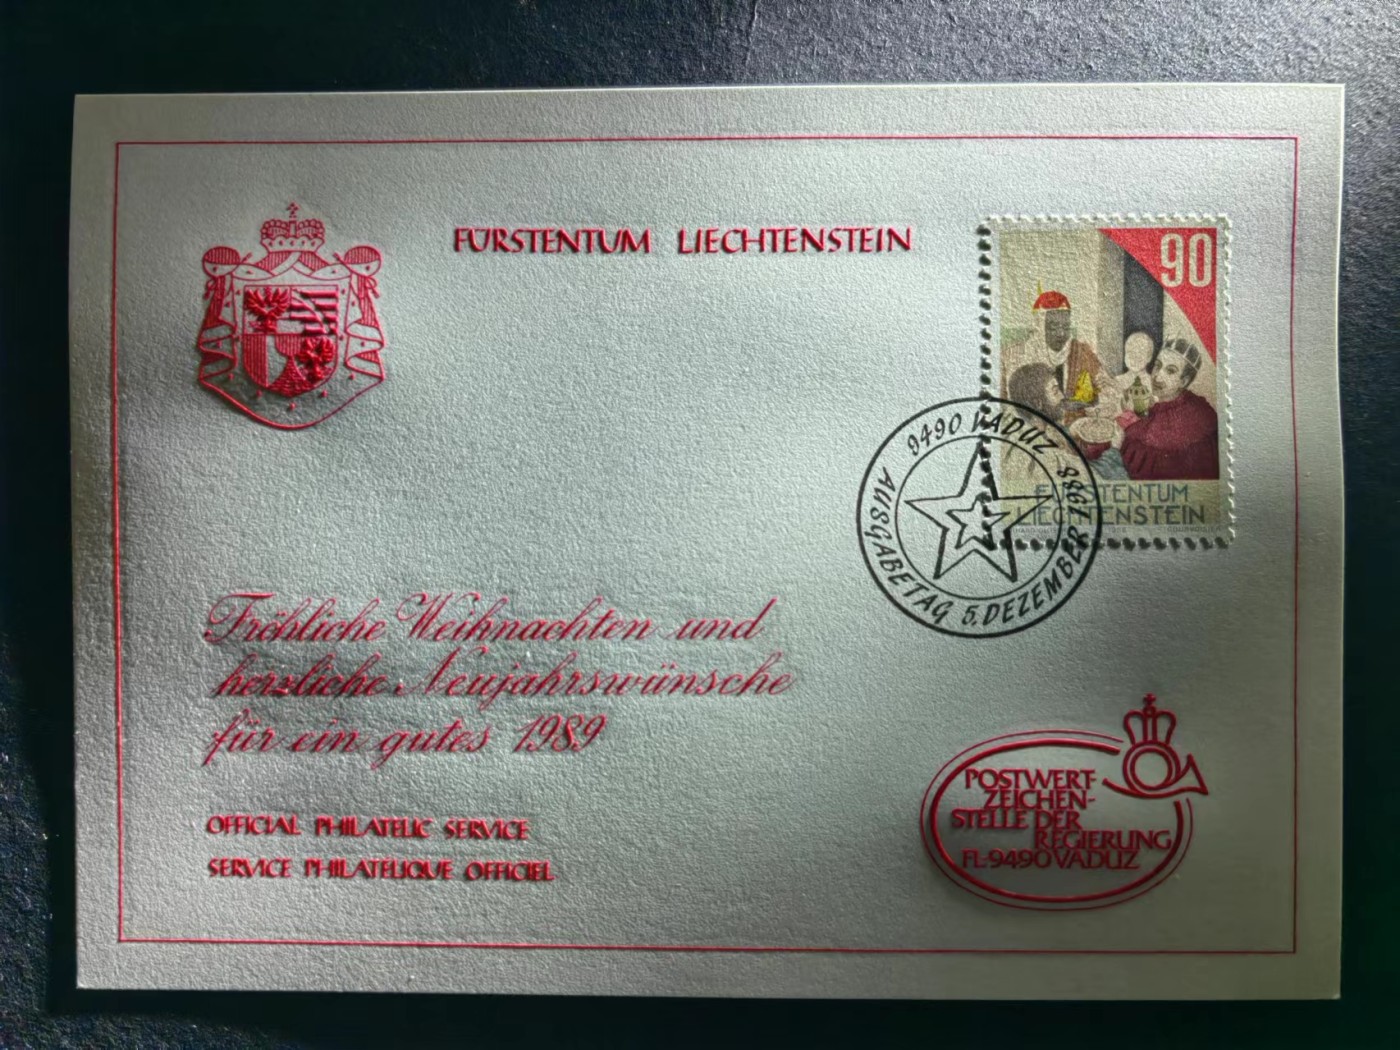 FÜRSTENTUM LIECHTENSTEIN
90
FÜRSTENTUM
LIECHTENSTEIN
9490 VADUZ
AUSGABETAG 5. DEZEMBER 1988
Fröhliche Weihnachten und
herzliche Neujahrswünsche
für ein gutes 1989
OFFICIAL PHILATELIC SERVICE
SERVICE PHILATÉLIQUE OFFICIEL
POSTWERT-
ZEICHEN-
STELLE DER
REGIERUNG
FL-9490 VADUZ